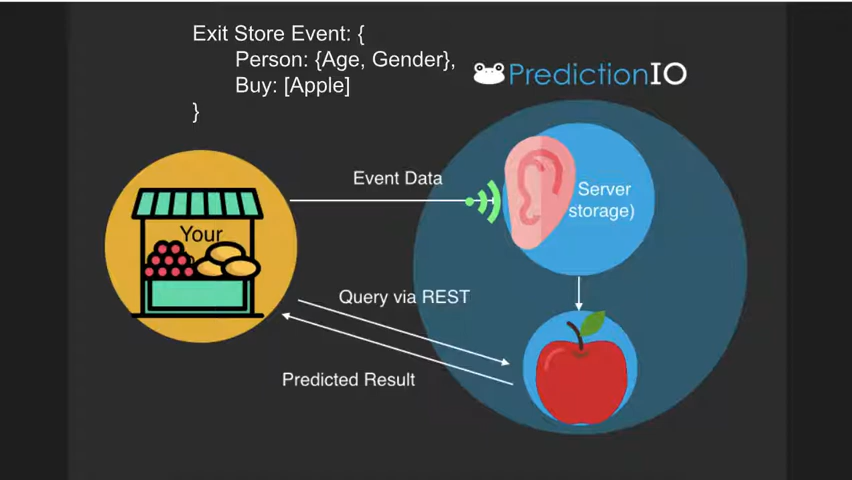 Exit Store Event: {
Person: {Age, Gender},
Buy: [Apple]
}
PredictionIO
Event Data
Server
storage)
Your
Query via REST
Predicted Result